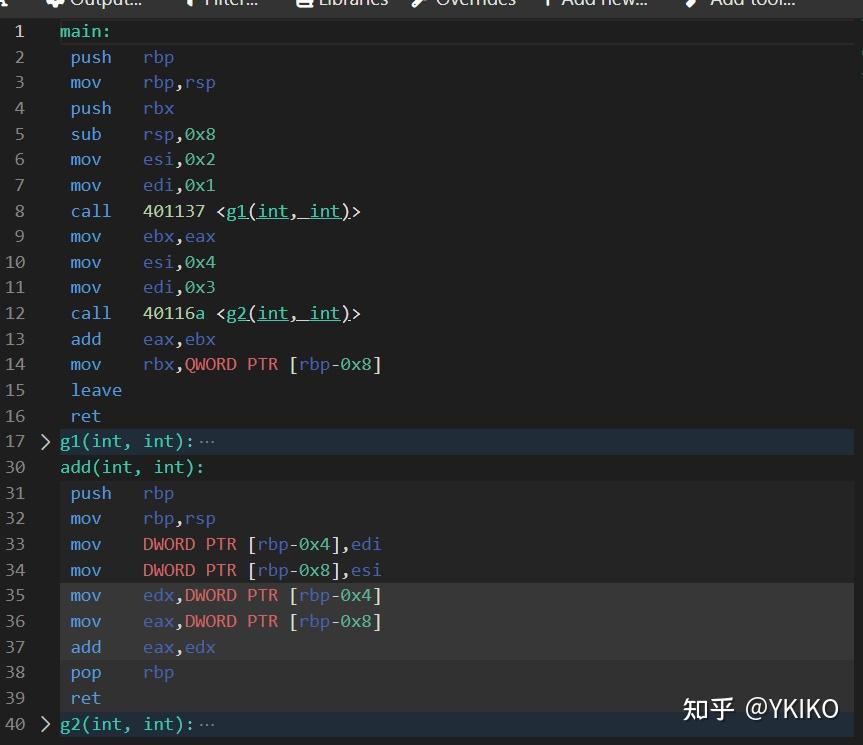 Output... Filter... Libraries Overrides + Add new... Add tool...
1 main:
2 push rbp
3 mov rbp,rsp
4 push rbx
5 sub rsp,0x8
6 mov esi,0x2
7 mov edi,0x1
8 call 401137 <g1(int, int)>
9 mov ebx,eax
10 mov esi,0x4
11 mov edi,0x3
12 call 40116a <g2(int, int)>
13 add eax,ebx
14 mov rbx,QWORD PTR [rbp-0x8]
15 leave
16 ret
17 > g1(int, int): ···
30 add(int, int):
31 push rbp
32 mov rbp,rsp
33 mov DWORD PTR [rbp-0x4],edi
34 mov DWORD PTR [rbp-0x8],esi
35 mov edx,DWORD PTR [rbp-0x4]
36 mov eax,DWORD PTR [rbp-0x8]
37 add eax,edx
38 pop rbp
39 ret
40 > g2(int, int): ···
知乎 @YKIKO